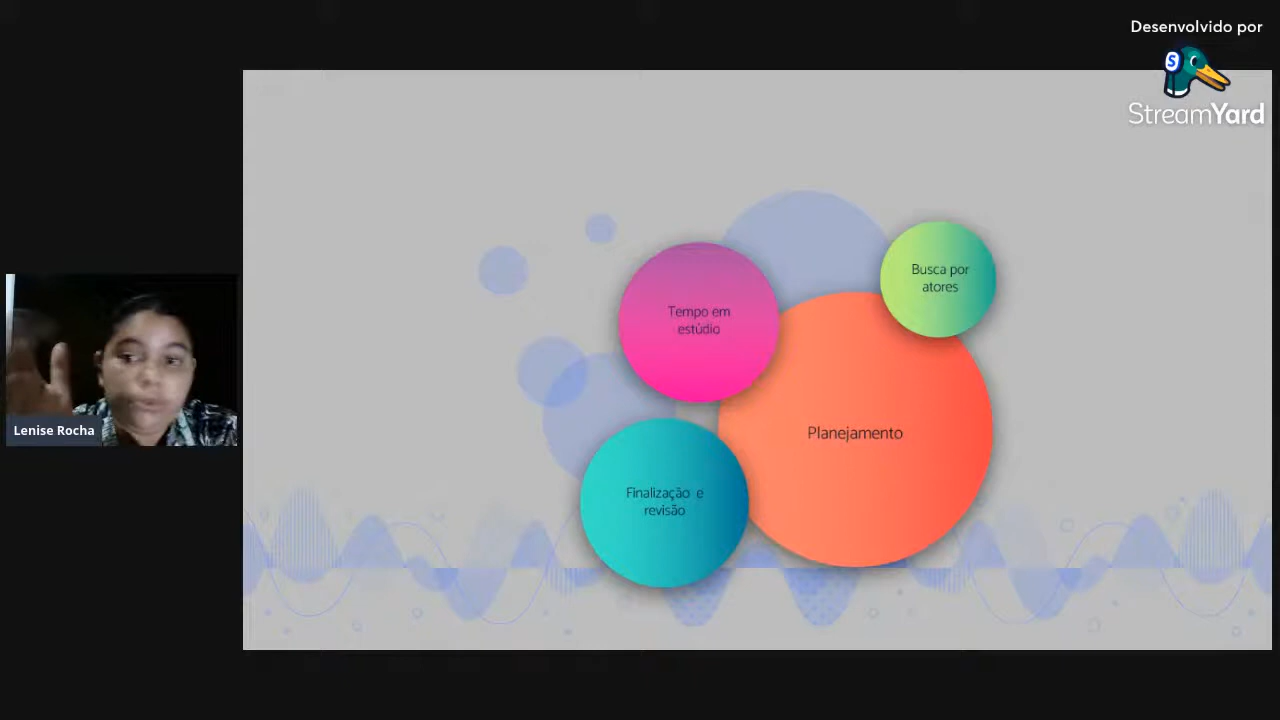 Desenvolvido por
S
StreamYard
Busca por
atores
Tempo em
estúdio
Planejamento
Lenise Rocha
Finalização e
revisão